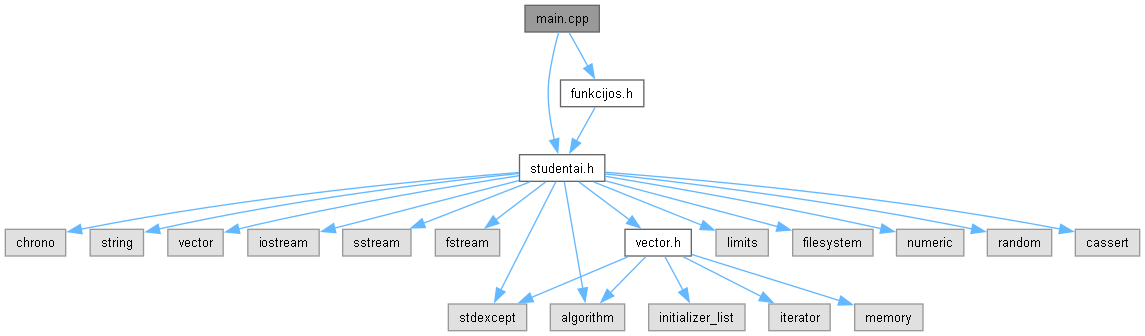 main.cpp
funkcijos.h
studentai.h
chrono
string
vector
iostream
sstream
fstream
vector.h
limits
filesystem
numeric
random
cassert
stdexcept
algorithm
initializer_list
iterator
memory